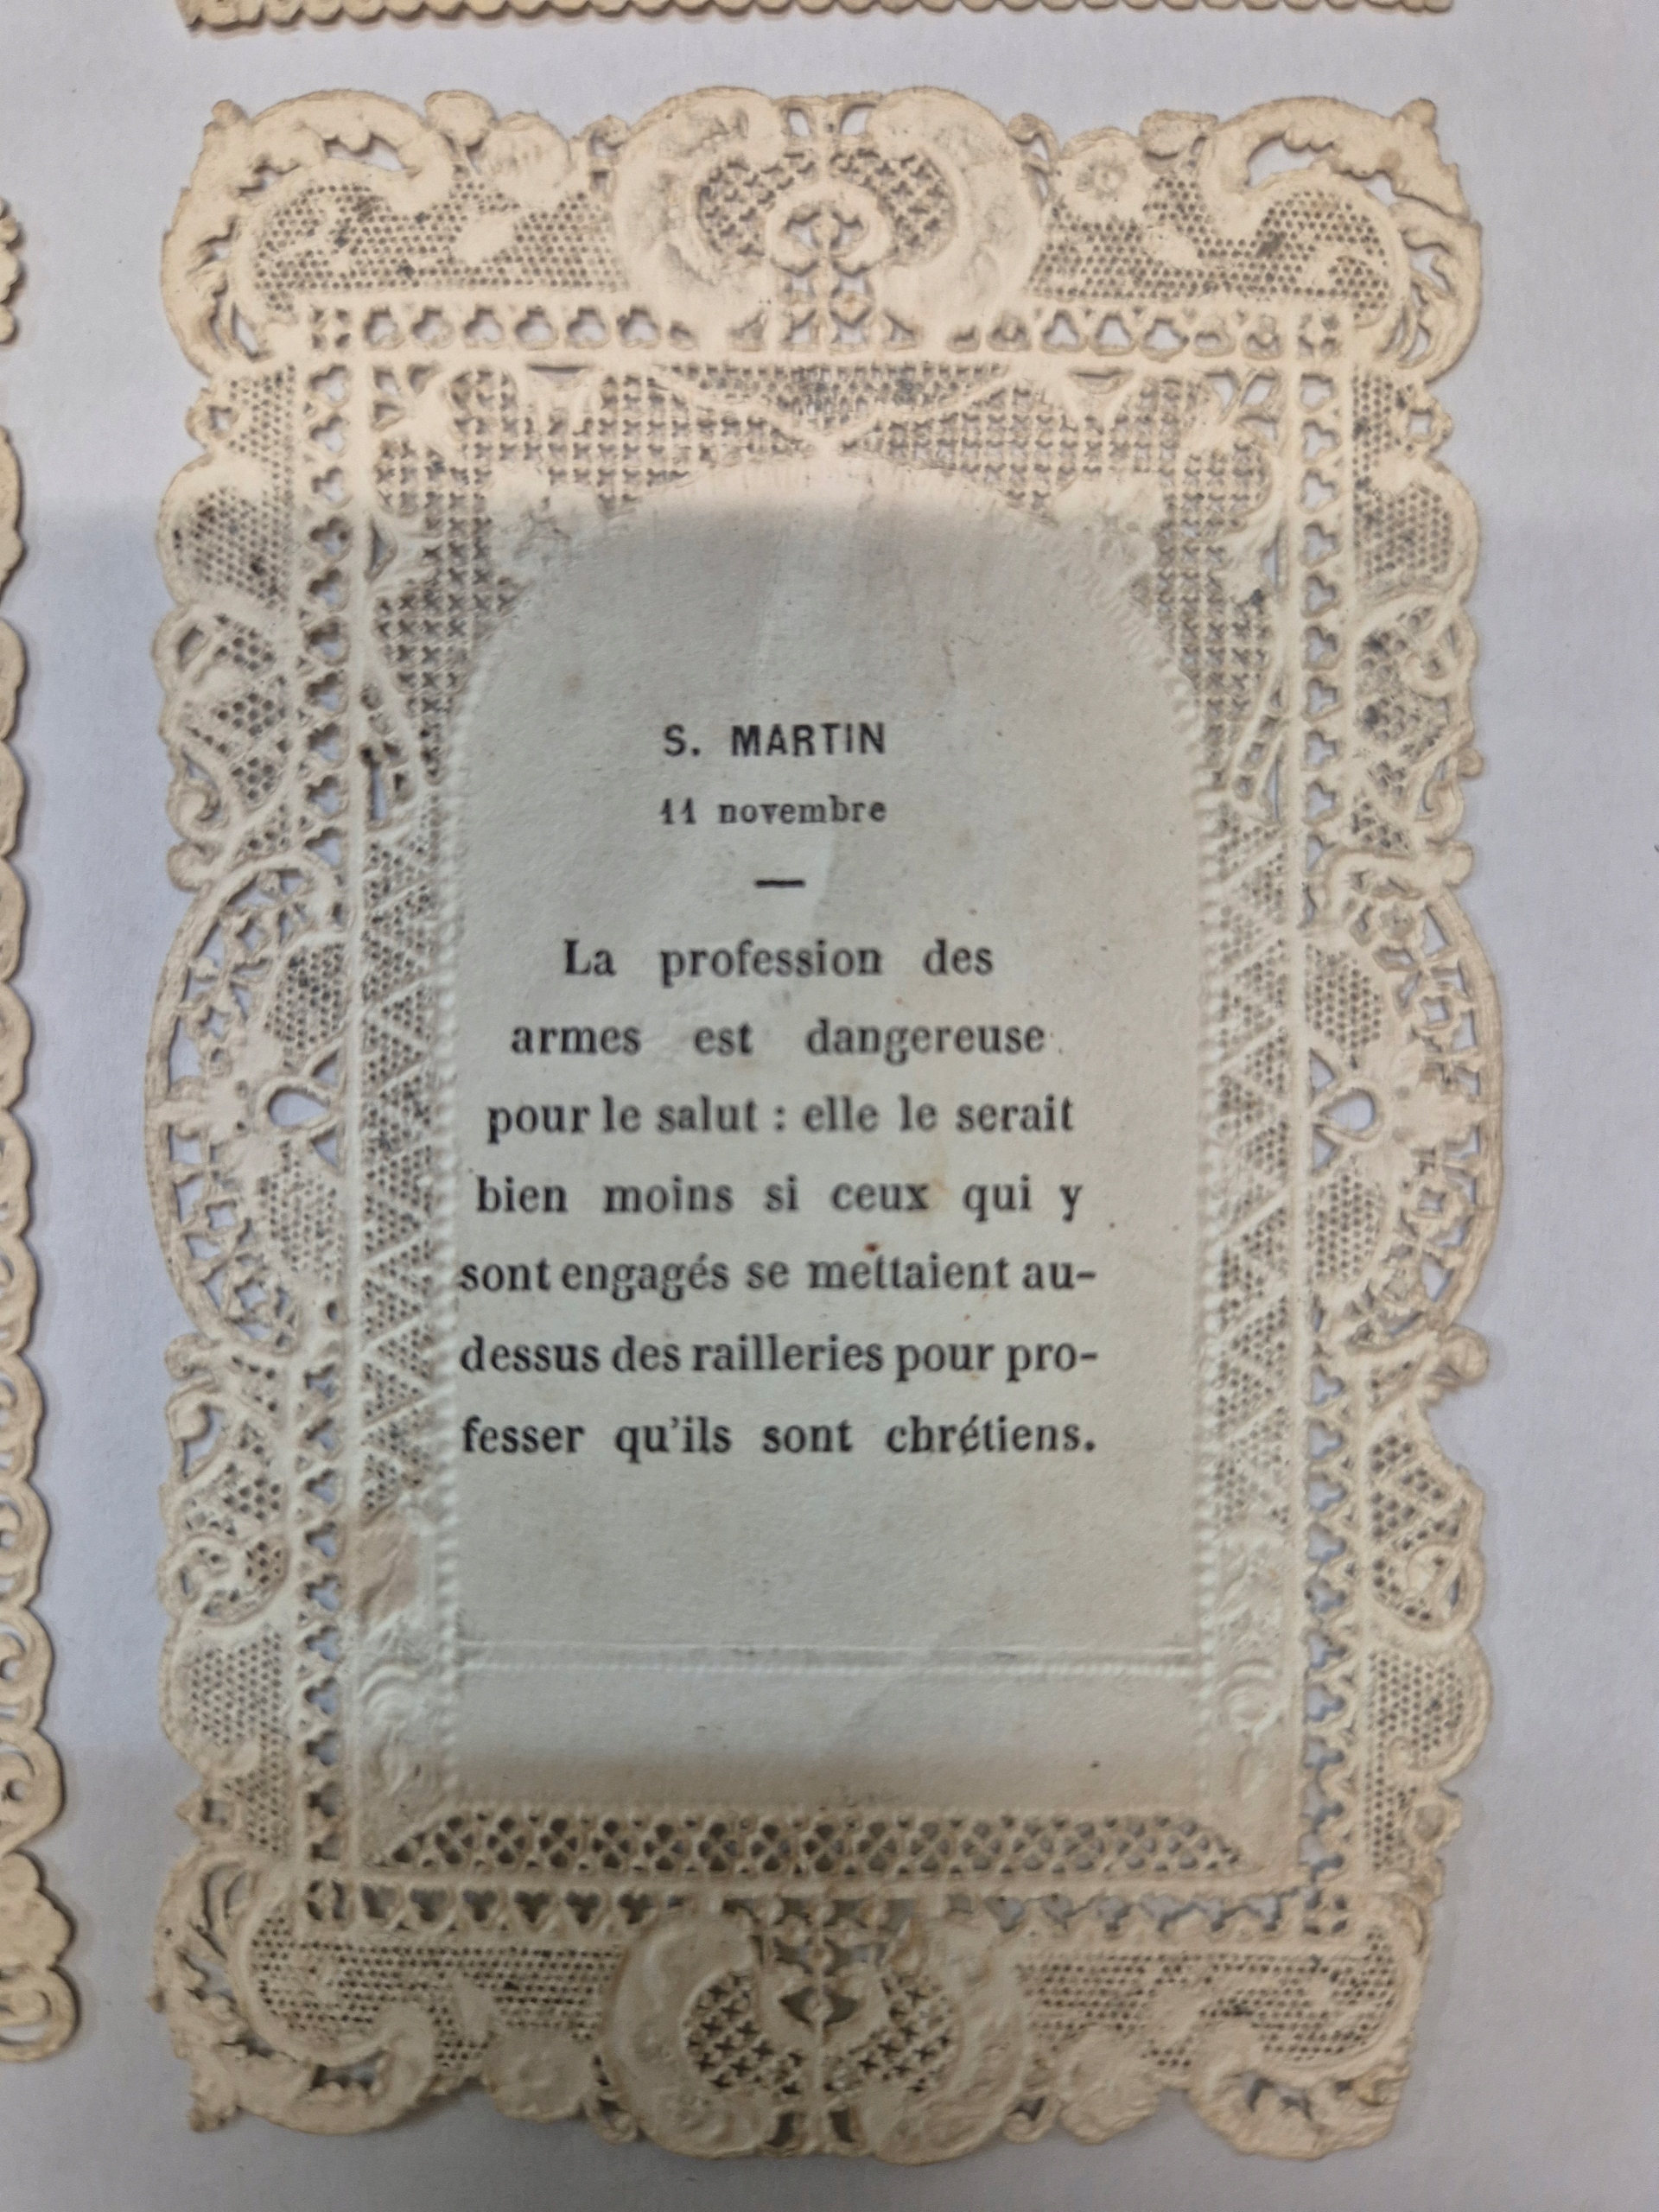 S. MARTIN
11 novembre
La profession des
armes est dangereuse
pour le salut : elle le serait
bien moins si ceux qui y
sont engagés se mettaient au-
dessus des railleries pour pro-
fesser qu'ils sont chrétiens.